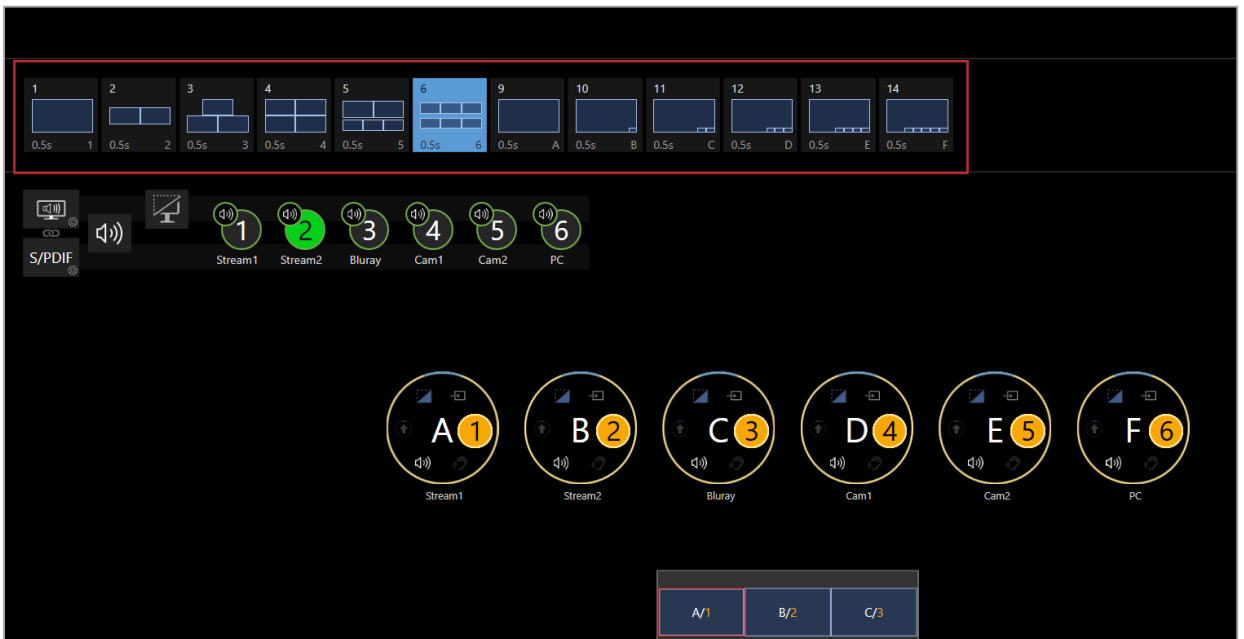 1 2 3 4 5 6 9 10 11 12 13 14
0.5s 1 0.5s 2 0.5s 3 0.5s 4 0.5s 5 0.5s 6 0.5s A 0.5s B 0.5s C 0.5s D 0.5s E 0.5s F
1 2 3 4 5 6
S/PDIF
Stream1 Stream2 Bluray Cam1 Cam2 PC
A 1 B 2 C 3 D 4 E 5 F 6
Stream1 Stream2 Bluray Cam1 Cam2 PC
A/1 B/2 C/3